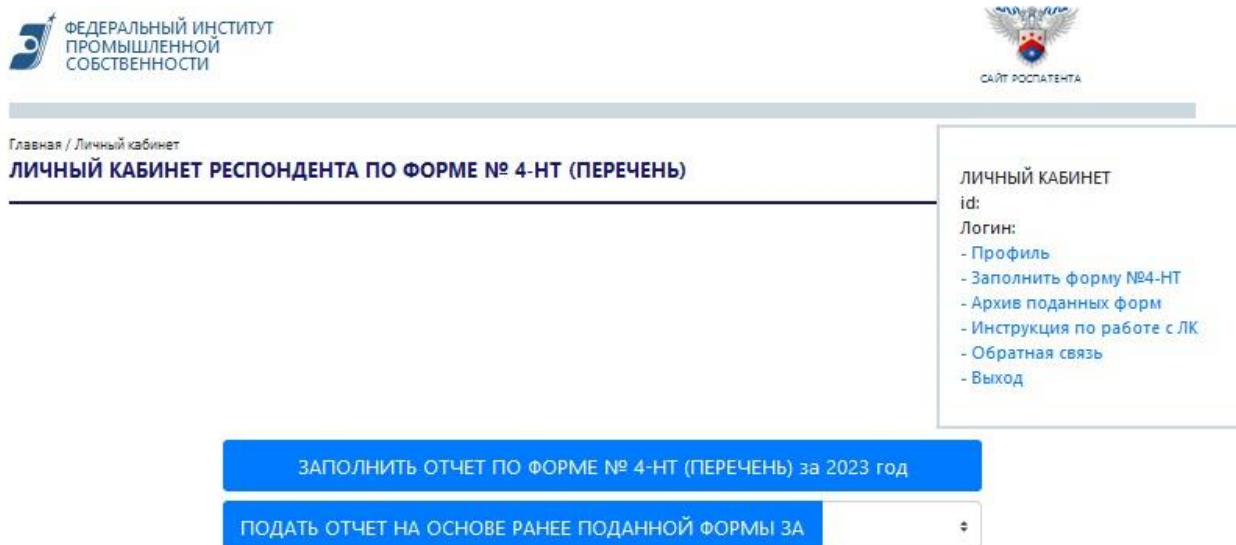 ФЕДЕРАЛЬНЫЙ ИНСТИТУТ
ПРОМЫШЛЕННОЙ
СОБСТВЕННОСТИ
САЙТ РОСПАТЕНТА
Главная / Личный кабинет
ЛИЧНЫЙ КАБИНЕТ РЕСПОНДЕНТА ПО ФОРМЕ № 4-НТ (ПЕРЕЧЕНЬ)
ЛИЧНЫЙ КАБИНЕТ
id:
Логин:
- Профиль
- Заполнить форму №4-НТ
- Архив поданных форм
- Инструкция по работе с ЛК
- Обратная связь
- Выход
ЗАПОЛНИТЬ ОТЧЕТ ПО ФОРМЕ № 4-НТ (ПЕРЕЧЕНЬ) за 2023 год
ПОДАТЬ ОТЧЕТ НА ОСНОВЕ РАНЕЕ ПОДАННОЙ ФОРМЫ ЗА